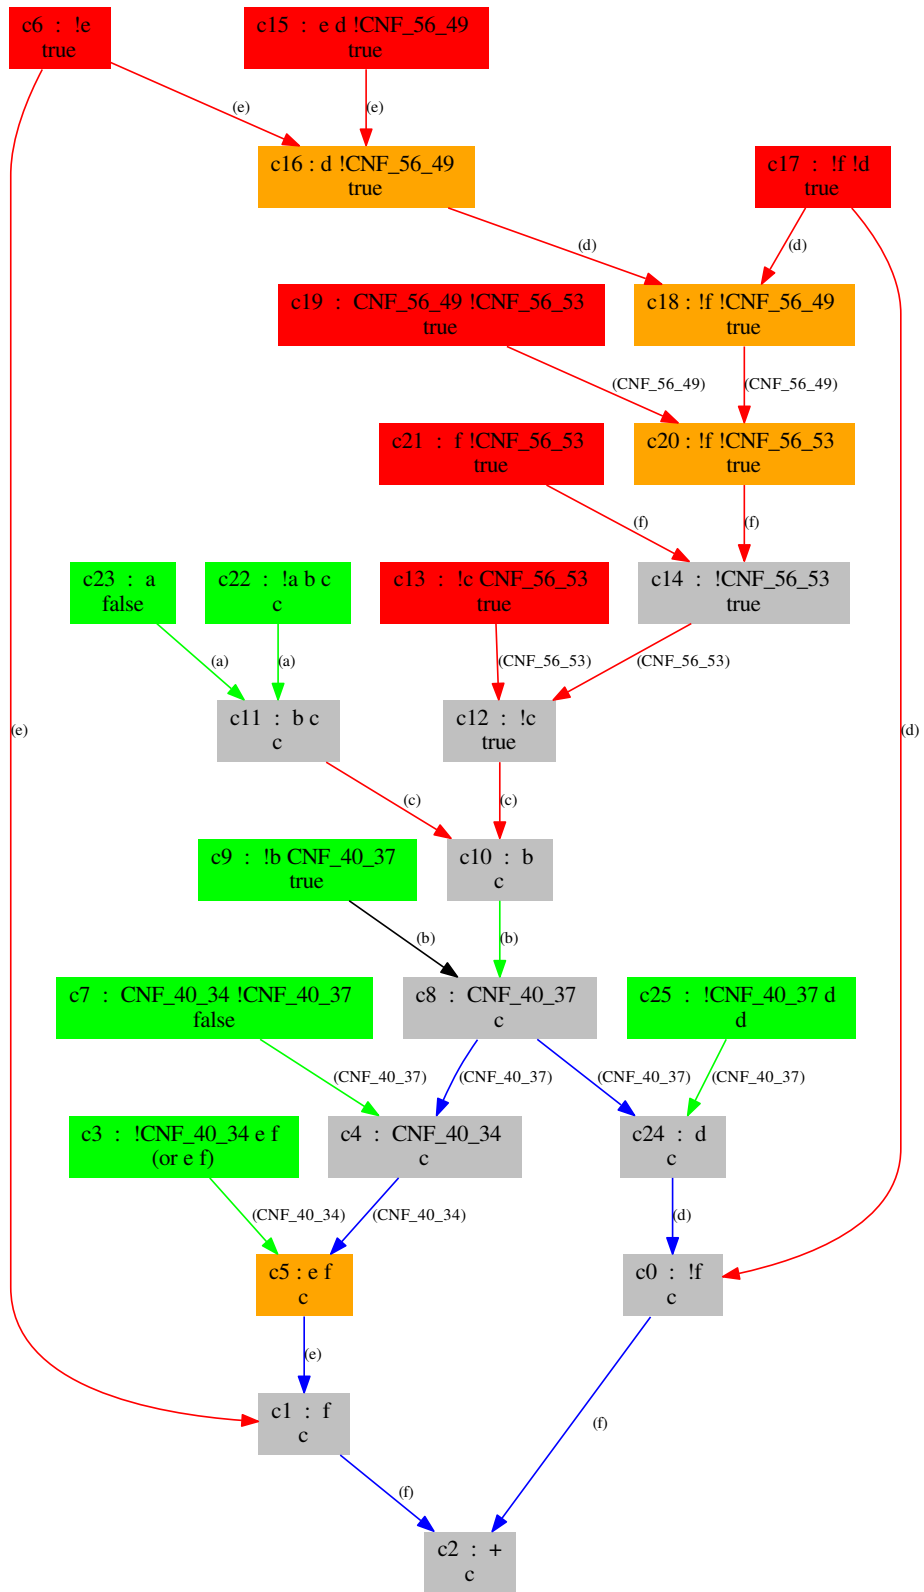 c6  :  !e
true
c15  :  e d !CNF_56_49
true
(e)
(e)
c16 : d !CNF_56_49
true
c17  :  !f !d
true
(d)
(d)
c19  :  CNF_56_49 !CNF_56_53
true
c18 : !f !CNF_56_49
true
(CNF_56_49)
(CNF_56_49)
c21  :  f !CNF_56_53
true
c20 : !f !CNF_56_53
true
(f)
(f)
c23  :  a
false
c22  :  !a b c
c
c13  :  !c CNF_56_53
true
c14  :  !CNF_56_53
true
(a)
(a)
(CNF_56_53)
(CNF_56_53)
(e)
c11  :  b c
c
c12  :  !c
true
(d)
(c)
(c)
c9  :  !b CNF_40_37
true
c10  :  b
c
(b)
(b)
c7  :  CNF_40_34 !CNF_40_37
false
c8  :  CNF_40_37
c
c25  :  !CNF_40_37 d
d
(CNF_40_37)
(CNF_40_37)
(CNF_40_37)
(CNF_40_37)
c3  :  !CNF_40_34 e f
(or e f)
c4  :  CNF_40_34
c
c24  :  d
c
(CNF_40_34)
(CNF_40_34)
(d)
c5 : e f
c
c0  :  !f
c
(e)
c1  :  f
c
(f)
(f)
c2  :  +
c